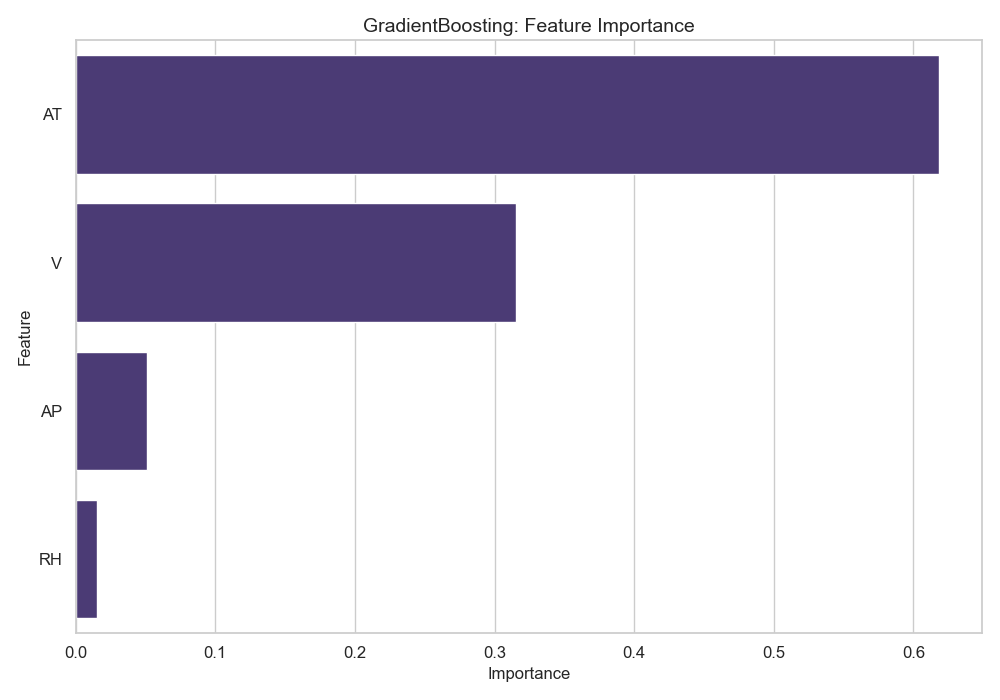 GradientBoosting: Feature Importance
AT
V
AP
RH
Feature
0.0 0.1 0.2 0.3 0.4 0.5 0.6
Importance